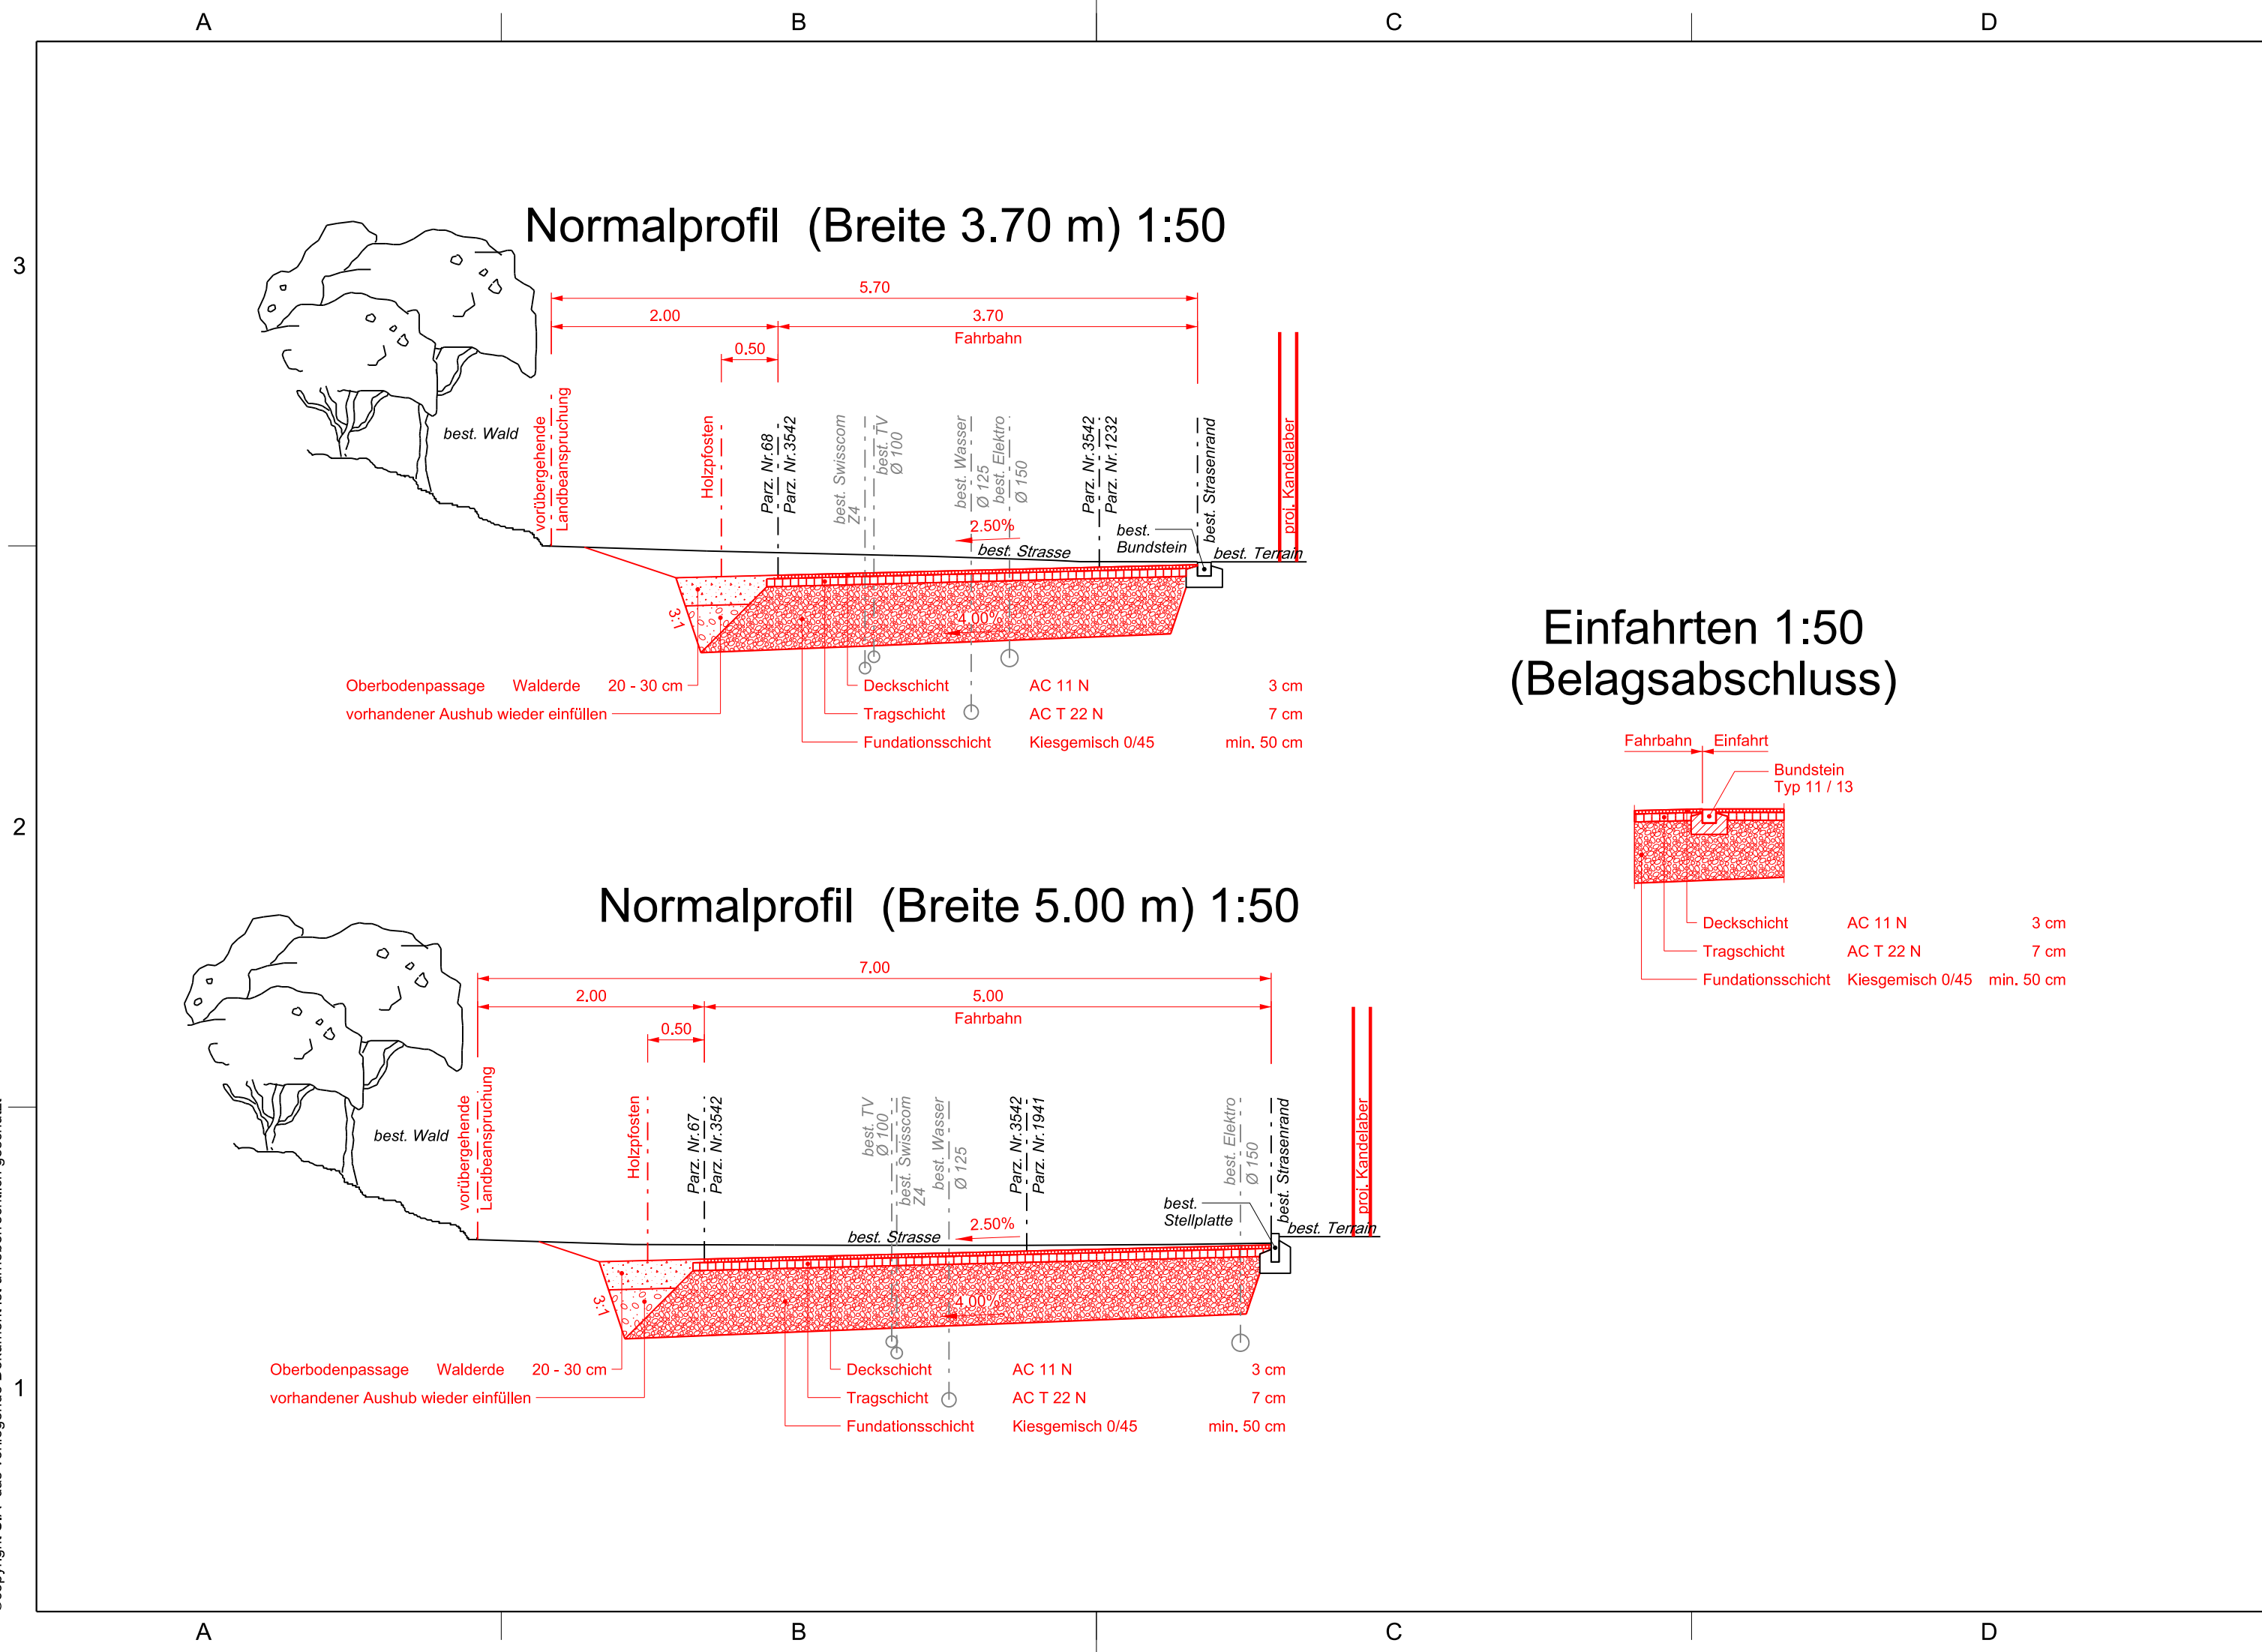 A B C D
3
2
1
Normalprofil (Breite 3.70 m) 1:50
5.70
2.00
3.70
Fahrbahn
0.50
best. Wald
vorübergehende
Landbeanspruchung
Holzpfosten
Parz. Nr.68
Parz. Nr.3542
best. Swisscom
Z4
best. TV
Ø 100
best. Wasser
Ø 125
best. Elektro
Ø 150
Parz. Nr.3542
Parz. Nr.1232
best. Strasenrand
proj. Kandelaber
2.50%
best. Strasse
best.
Bundstein
best. Terrain
3:1
4.00%
Oberbodenpassage Walderde 20 - 30 cm
vorhandener Aushub wieder einfüllen
Deckschicht AC 11 N 3 cm
Tragschicht AC T 22 N 7 cm
Fundationsschicht Kiesgemisch 0/45 min. 50 cm
Einfahrten 1:50
(Belagsabschluss)
Fahrbahn Einfahrt
Bundstein
Typ 11 / 13
Deckschicht AC 11 N 3 cm
Tragschicht AC T 22 N 7 cm
Fundationsschicht Kiesgemisch 0/45 min. 50 cm
Normalprofil (Breite 5.00 m) 1:50
7.00
2.00
5.00
Fahrbahn
0.50
best. Wald
vorübergehende
Landbeanspruchung
Holzpfosten
Parz. Nr.67
Parz. Nr.3542
best. TV
Ø 100
best. Swisscom
Z4
best. Wasser
Ø 125
Parz. Nr.3542
Parz. Nr.1941
best. Elektro
Ø 150
best. Strasenrand
proj. Kandelaber
best. Strasse
2.50%
best.
Stellplatte
best. Terrain
3:1
4.00%
Oberbodenpassage Walderde 20 - 30 cm
vorhandener Aushub wieder einfüllen
Deckschicht AC 11 N 3 cm
Tragschicht AC T 22 N 7 cm
Fundationsschicht Kiesgemisch 0/45 min. 50 cm
A B C D